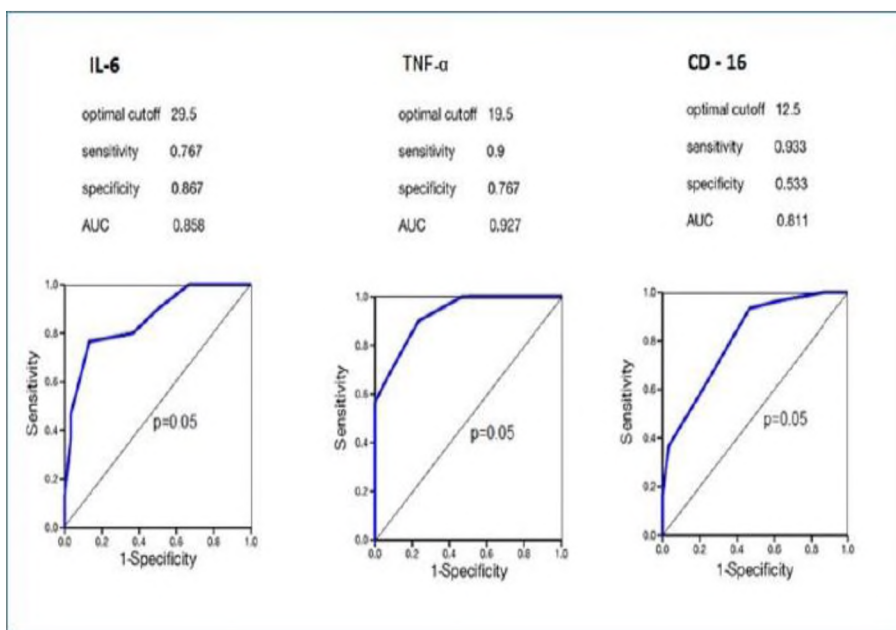 IL-6
optimal cutoff 29.5
sensitivity 0.767
specificity 0.867
AUC 0.858
1.0
0.8
0.6
0.4
0.2
0.0
Sensitivity
p=0.05
0.0 0.2 0.4 0.6 0.8 1.0
1-Specificity
TNF-α
optimal cutoff 19.5
sensitivity 0.9
specificity 0.767
AUC 0.927
1.0
0.8
0.6
0.4
0.2
0.0
Sensitivity
p=0.05
0.0 0.2 0.4 0.6 0.8 1.0
1-Specificity
CD - 16
optimal cutoff 12.5
sensitivity 0.933
specificity 0.533
AUC 0.811
1.0
0.8
0.6
0.4
0.2
0.0
Sensitivity
p=0.05
0.0 0.2 0.4 0.6 0.8 1.0
1-Specificity